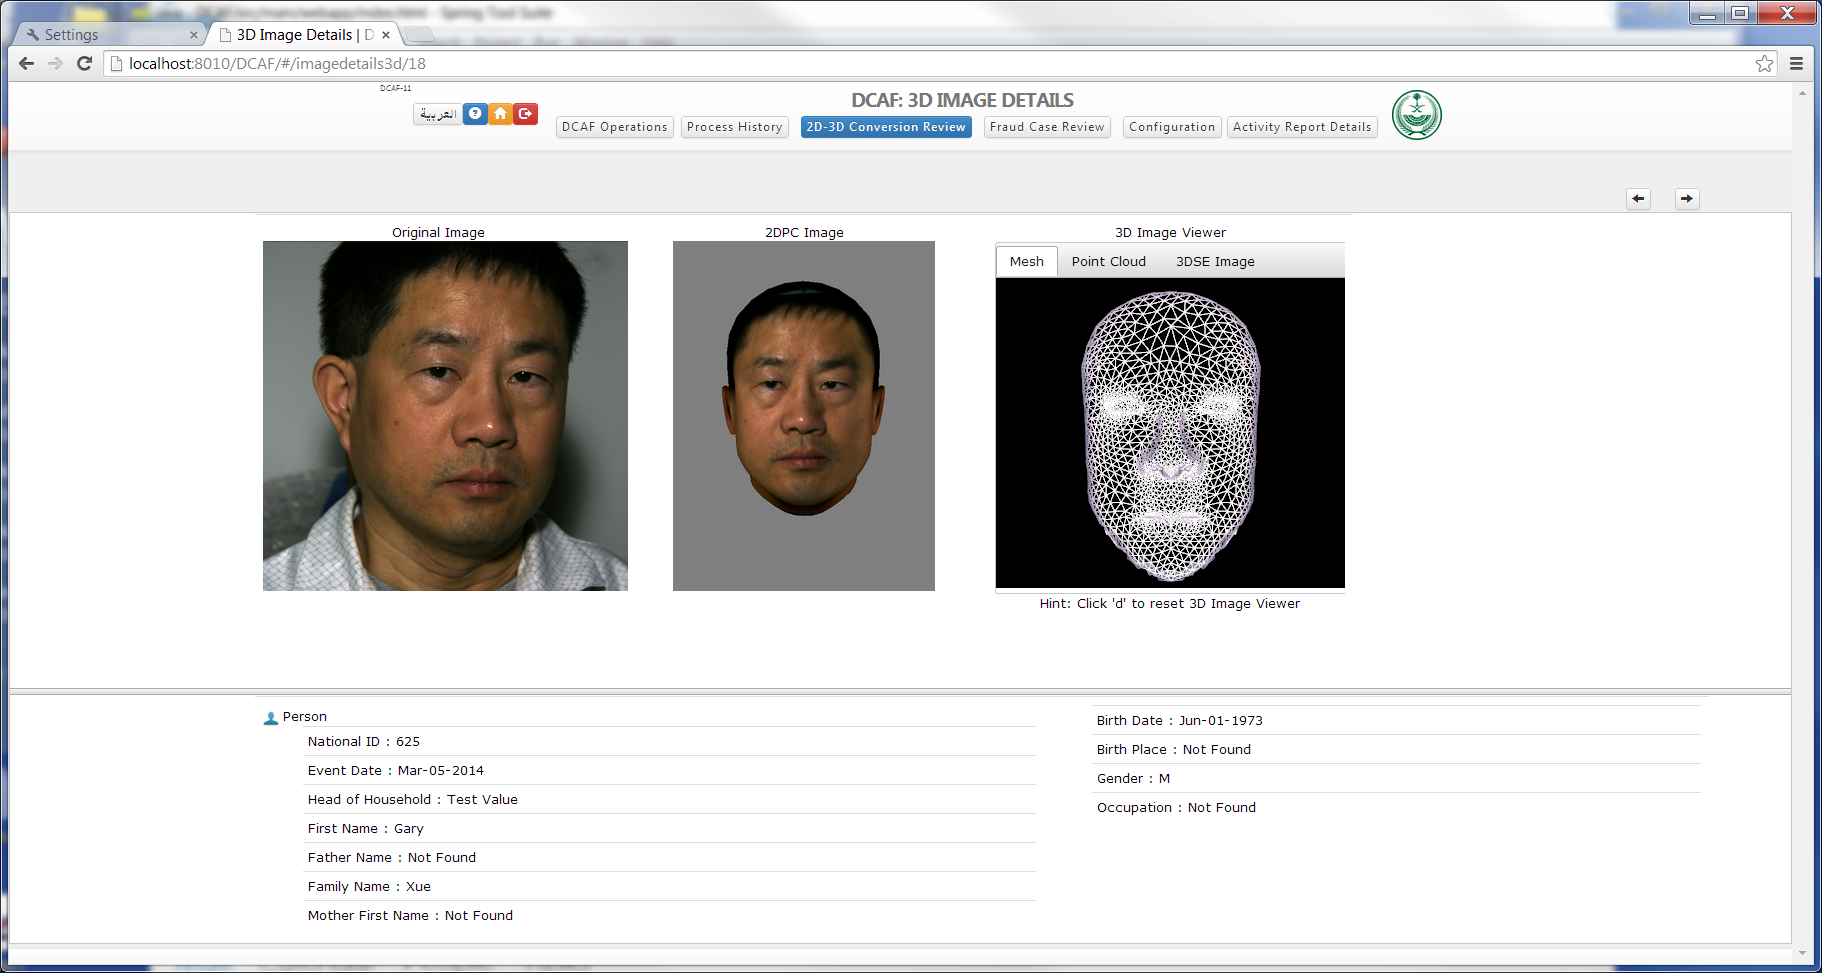 Settings
3D Image Details | D
localhost:8010/DCAF/#/imagedetails3d/18
DCAF-11
العربية
DCAF: 3D IMAGE DETAILS
DCAF Operations
Process History
2D-3D Conversion Review
Fraud Case Review
Configuration
Activity Report Details
Original Image
2DPC Image
3D Image Viewer
Mesh
Point Cloud
3DSE Image
Hint: Click 'd' to reset 3D Image Viewer
Person
National ID : 625
Event Date : Mar-05-2014
Head of Household : Test Value
First Name : Gary
Father Name : Not Found
Family Name : Xue
Mother First Name : Not Found
Birth Date : Jun-01-1973
Birth Place : Not Found
Gender : M
Occupation : Not Found